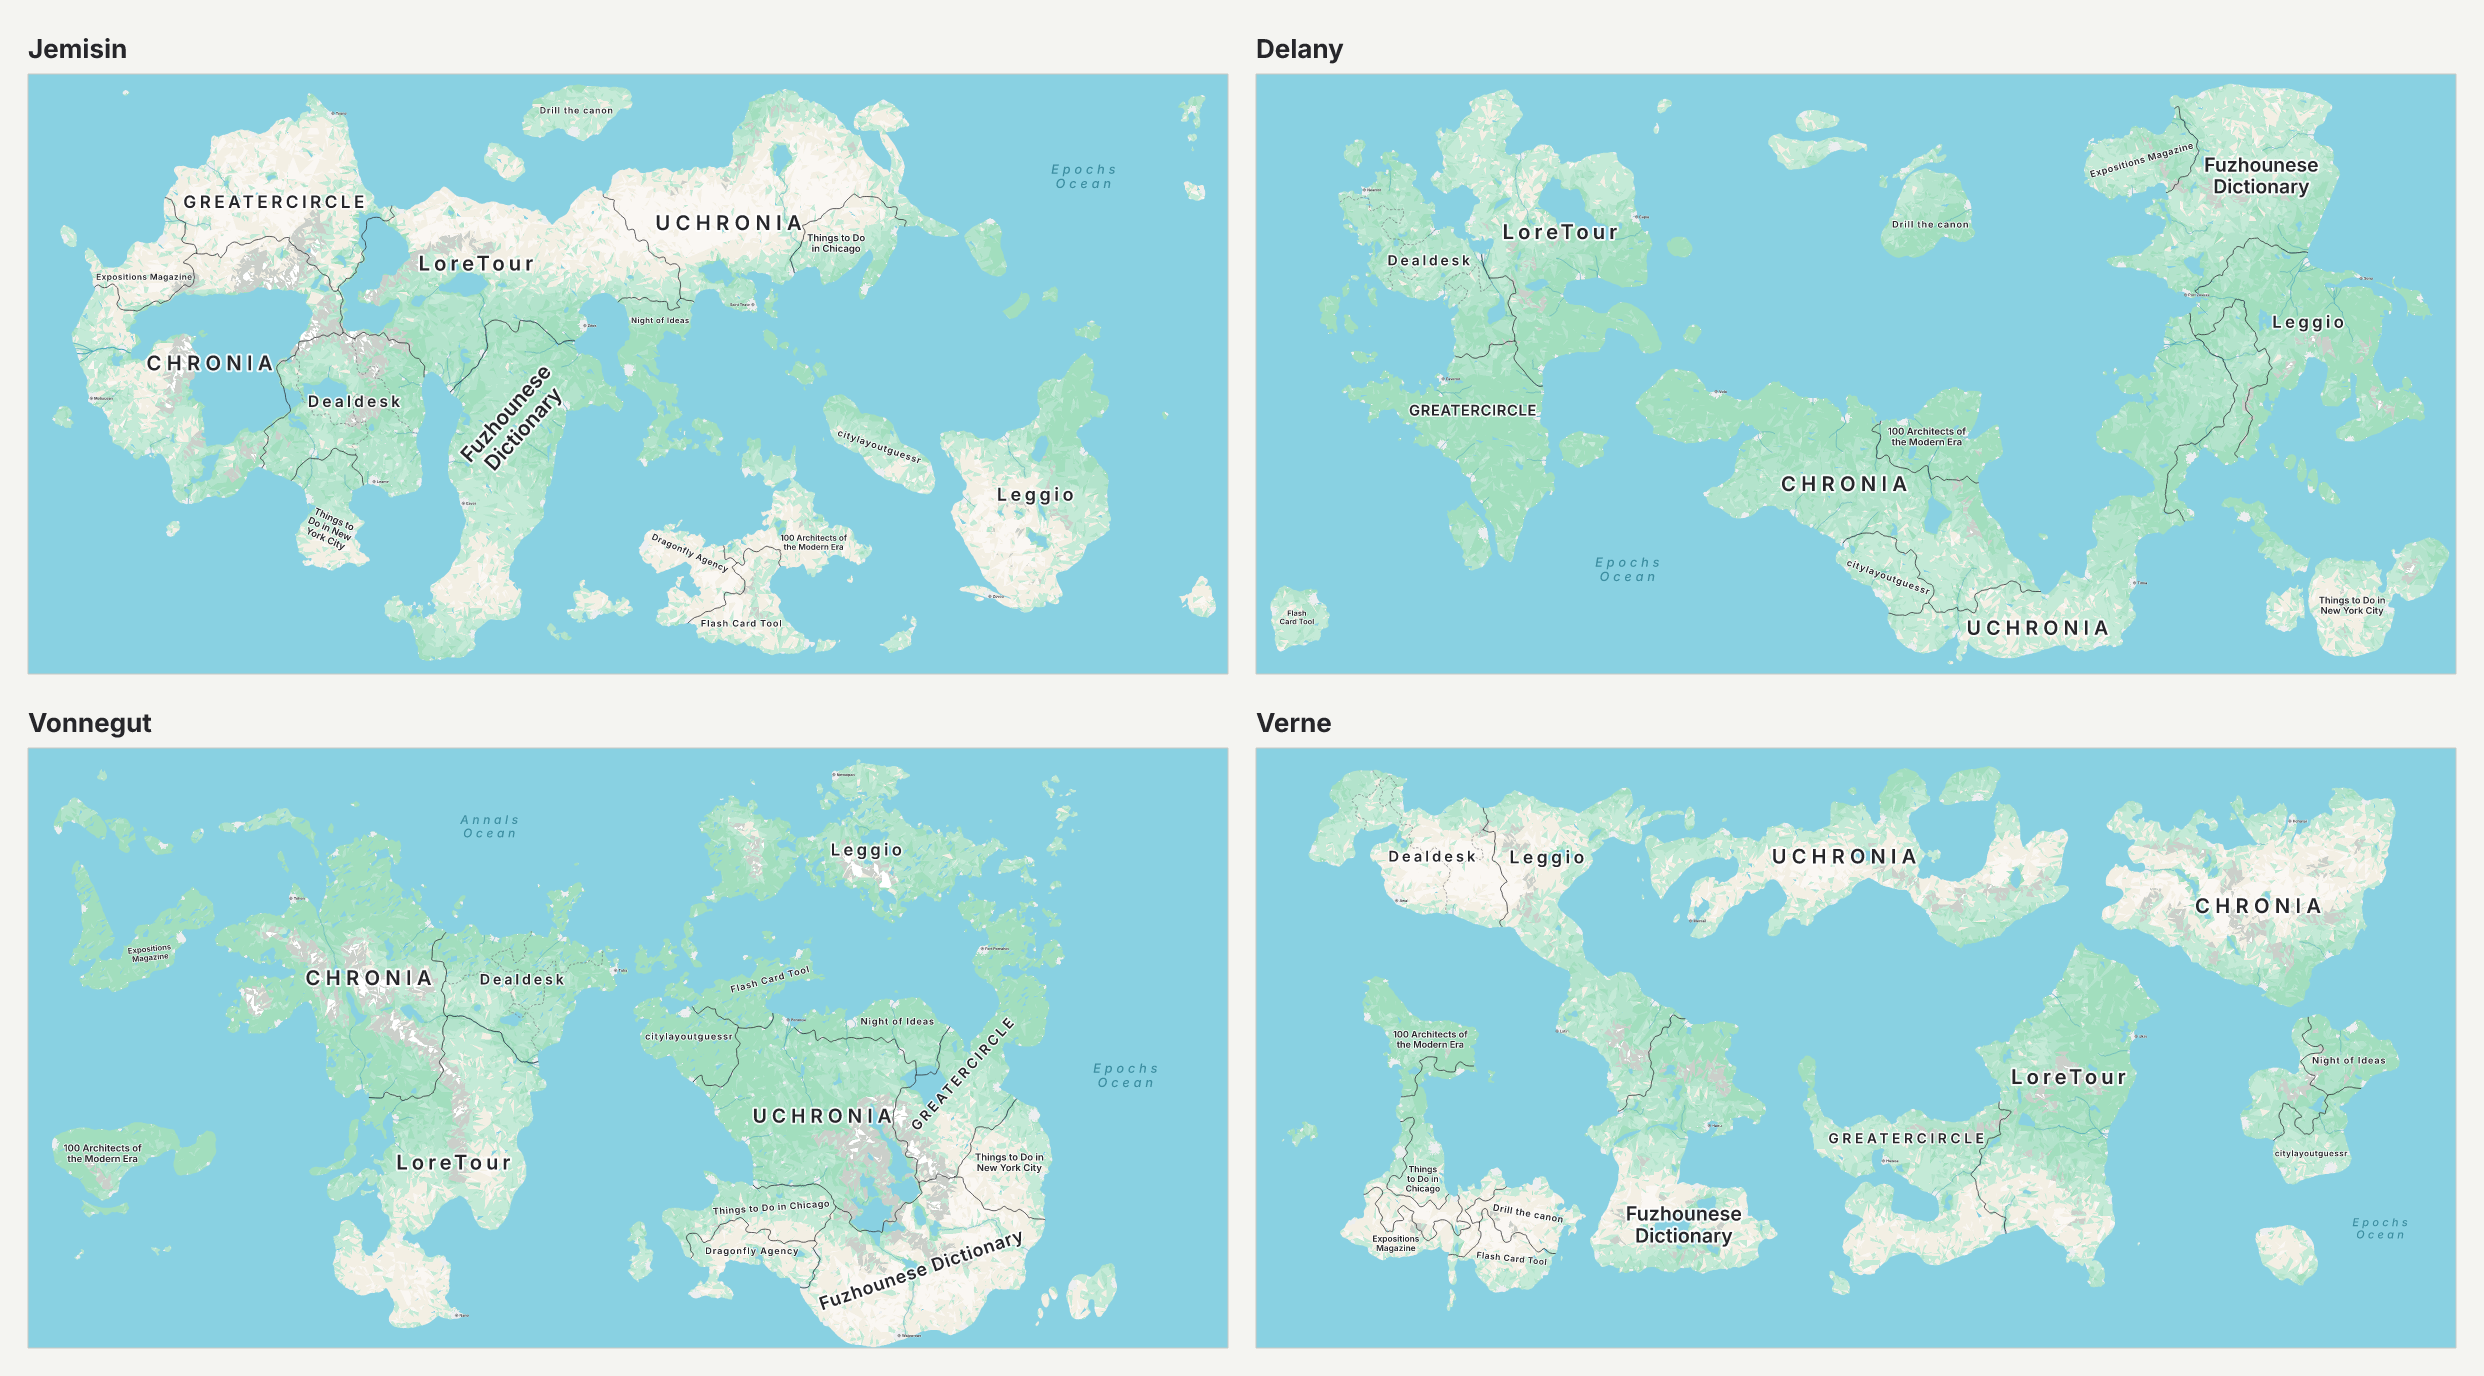 Jemisin
Drill the canon
Epochs
Ocean
GREATERCIRCLE
UCHRONIA
Things to Do
in Chicago
LoreTour
Expositions Magazine
Night of Ideas
CHRONIA
Dealdesk
Fuzhounese
Dictionary
citylayoutguessr
Leggio
Things to
Do in New
York City
Dragonfly Agency
100 Architects of
the Modern Era
Flash Card Tool
Delany
Expositions Magazine
Fuzhounese
Dictionary
LoreTour
Drill the canon
Dealdesk
Leggio
GREATERCIRCLE
100 Architects of
the Modern Era
CHRONIA
Epochs
Ocean
citylayoutguessr
Flash
Card Tool
Things to Do in
New York City
UCHRONIA
Vonnegut
Annals
Ocean
Leggio
Expositions
Magazine
CHRONIA
Dealdesk
Flash Card Tool
citylayoutguessr
Night of Ideas
GREATERCIRCLE
Epochs
Ocean
UCHRONIA
100 Architects of
the Modern Era
LoreTour
Things to Do in
New York City
Things to Do in Chicago
Dragonfly Agency
Fuzhounese Dictionary
Verne
Dealdesk
Leggio
UCHRONIA
CHRONIA
100 Architects of
the Modern Era
Night of Ideas
LoreTour
GREATERCIRCLE
citylayoutguessr
Things
to Do in
Chicago
Drill the canon
Fuzhounese
Dictionary
Expositions
Magazine
Flash Card Tool
Epochs
Ocean